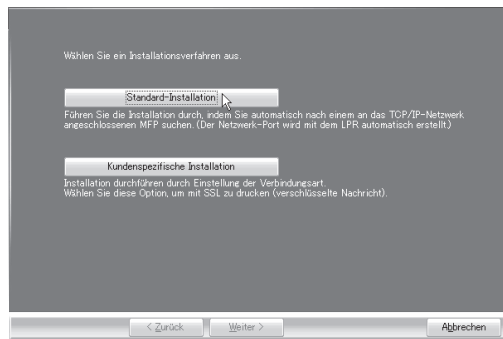 Wählen Sie ein Installationsverfahren aus.
Standard-Installation
Führen Sie die Installation durch, indem Sie automatisch nach einem an das TCP/IP-Netzwerk
angeschlossenen MFP suchen. (Der Netzwerk-Port wird mit dem LPR automatisch erstellt.)
Kundenspezifische Installation
Installation durchführen durch Einstellung der Verbindungsart.
Wählen Sie diese Option, um mit SSL zu drucken (verschlüsselte Nachricht).
< Zurück Weiter > Abbrechen